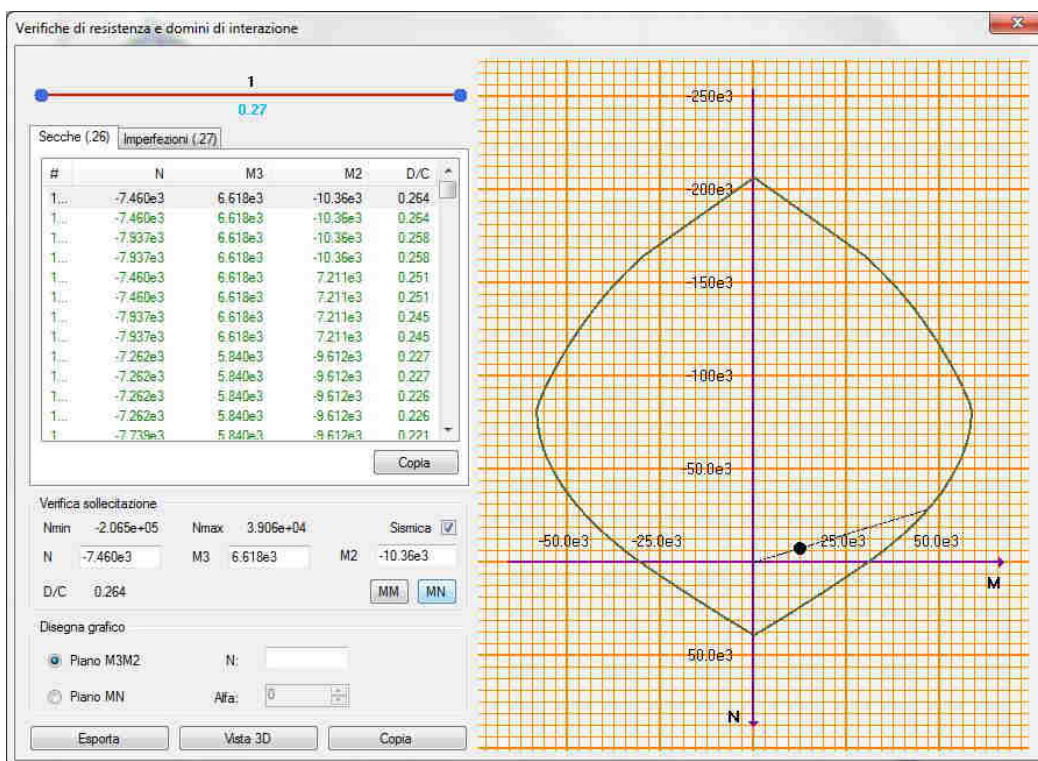 Verifiche di resistenza e domini di interazione
1
0.27
Secche (.26) Imperfezioni (.27)
# N M3 M2 D/C
1... -7.460e3 6.618e3 -10.36e3 0.264
1... -7.460e3 6.618e3 -10.36e3 0.264
1... -7.937e3 6.618e3 -10.36e3 0.258
1... -7.937e3 6.618e3 -10.36e3 0.258
1... -7.460e3 6.618e3 7.211e3 0.251
1... -7.460e3 6.618e3 7.211e3 0.251
1... -7.937e3 6.618e3 7.211e3 0.245
1... -7.937e3 6.618e3 7.211e3 0.245
1... -7.262e3 5.840e3 -9.612e3 0.227
1... -7.262e3 5.840e3 -9.612e3 0.227
1... -7.262e3 5.840e3 -9.612e3 0.226
1... -7.262e3 5.840e3 -9.612e3 0.226
1 -7.739e3 5.840e3 -9.612e3 0.221
Copia
Verifica sollecitazione
Nmin -2.065e+05 Nmax 3.906e+04 Sismica
N -7.460e3 M3 6.618e3 M2 -10.36e3
D/C 0.264 MM MN
Disegna grafico
Piano M3M2 N:
Piano MN Alfa: 0
Esporta Vista 3D Copia
-250e3
-200e3
-150e3
-100e3
-50.0e3
-50.0e3 -25.0e3 25.0e3 50.0e3
M
50.0e3
N